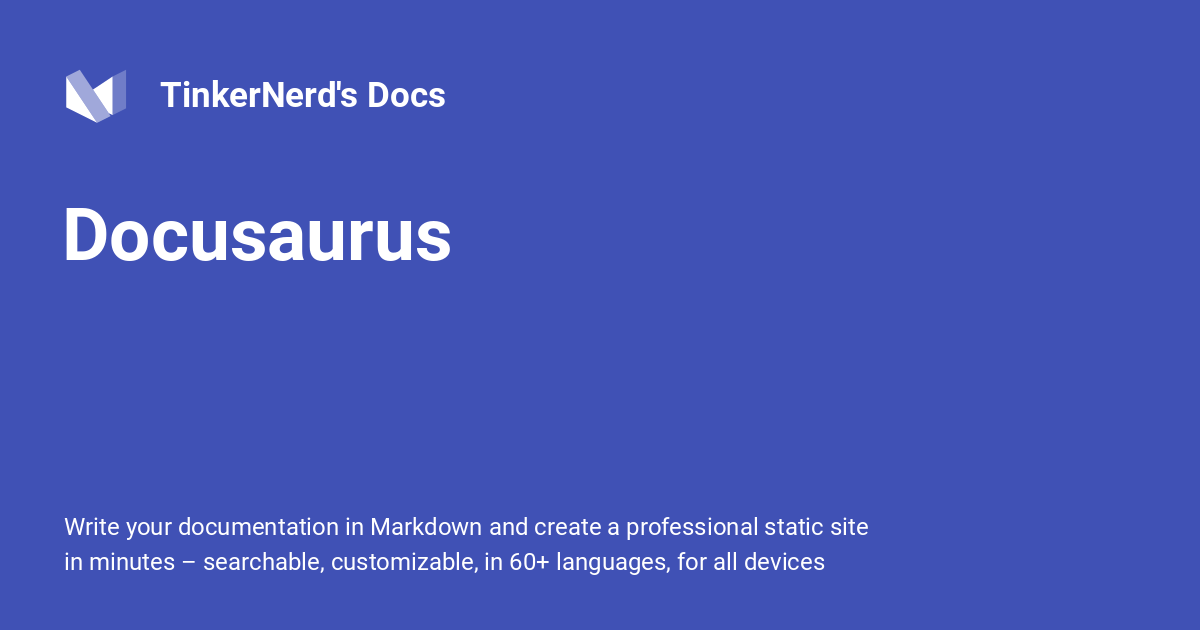 TinkerNerd's Docs
Docusaurus
Write your documentation in Markdown and create a professional static site
in minutes – searchable, customizable, in 60+ languages, for all devices